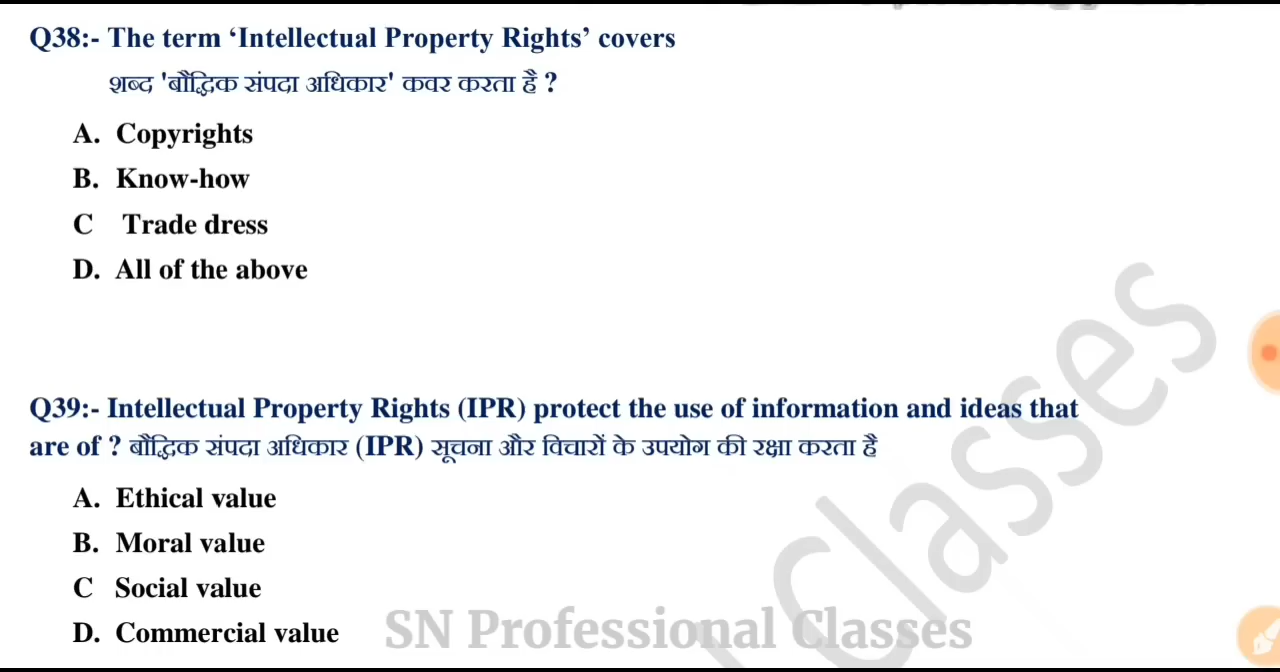 Q38:- The term ‘Intellectual Property Rights’ covers
शब्द 'बौद्धिक संपदा अधिकार' कवर करता है ?
A. Copyrights
B. Know-how
C Trade dress
D. All of the above
Q39:- Intellectual Property Rights (IPR) protect the use of information and ideas that
are of ? बौद्धिक संपदा अधिकार (IPR) सूचना और विचारों के उपयोग की रक्षा करता है
A. Ethical value
B. Moral value
C Social value
D. Commercial value
SN Professional Classes
Classes